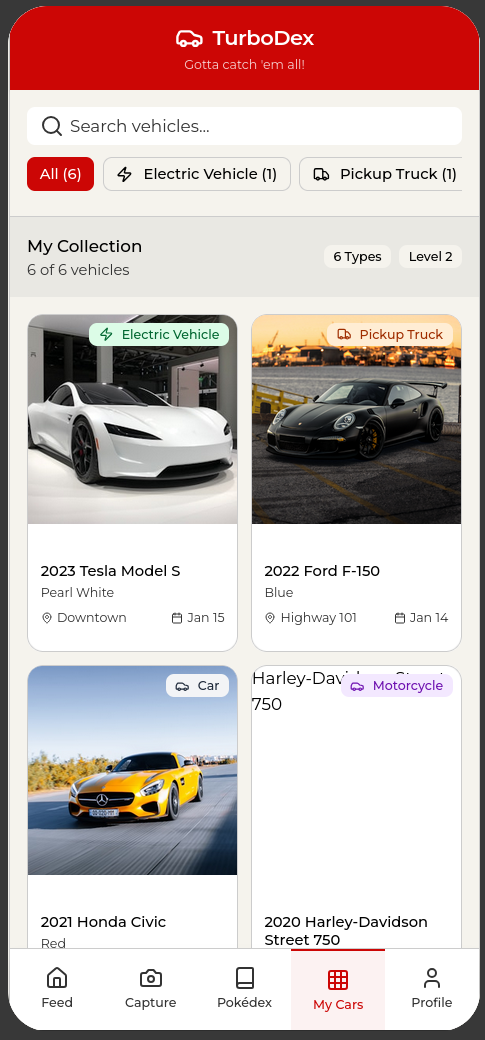 TurboDex
Gotta catch 'em all!
Search vehicles...
All (6)
Electric Vehicle (1)
Pickup Truck (1)
My Collection
6 of 6 vehicles
6 Types
Level 2
Electric Vehicle
2023 Tesla Model S
Pearl White
Downtown
Jan 15
Pickup Truck
2022 Ford F-150
Blue
Highway 101
Jan 14
Car
2021 Honda Civic
Red
Harley-Davidson Street
750
Motorcycle
2020 Harley-Davidson
Street 750
Feed
Capture
Pokédex
My Cars
Profile